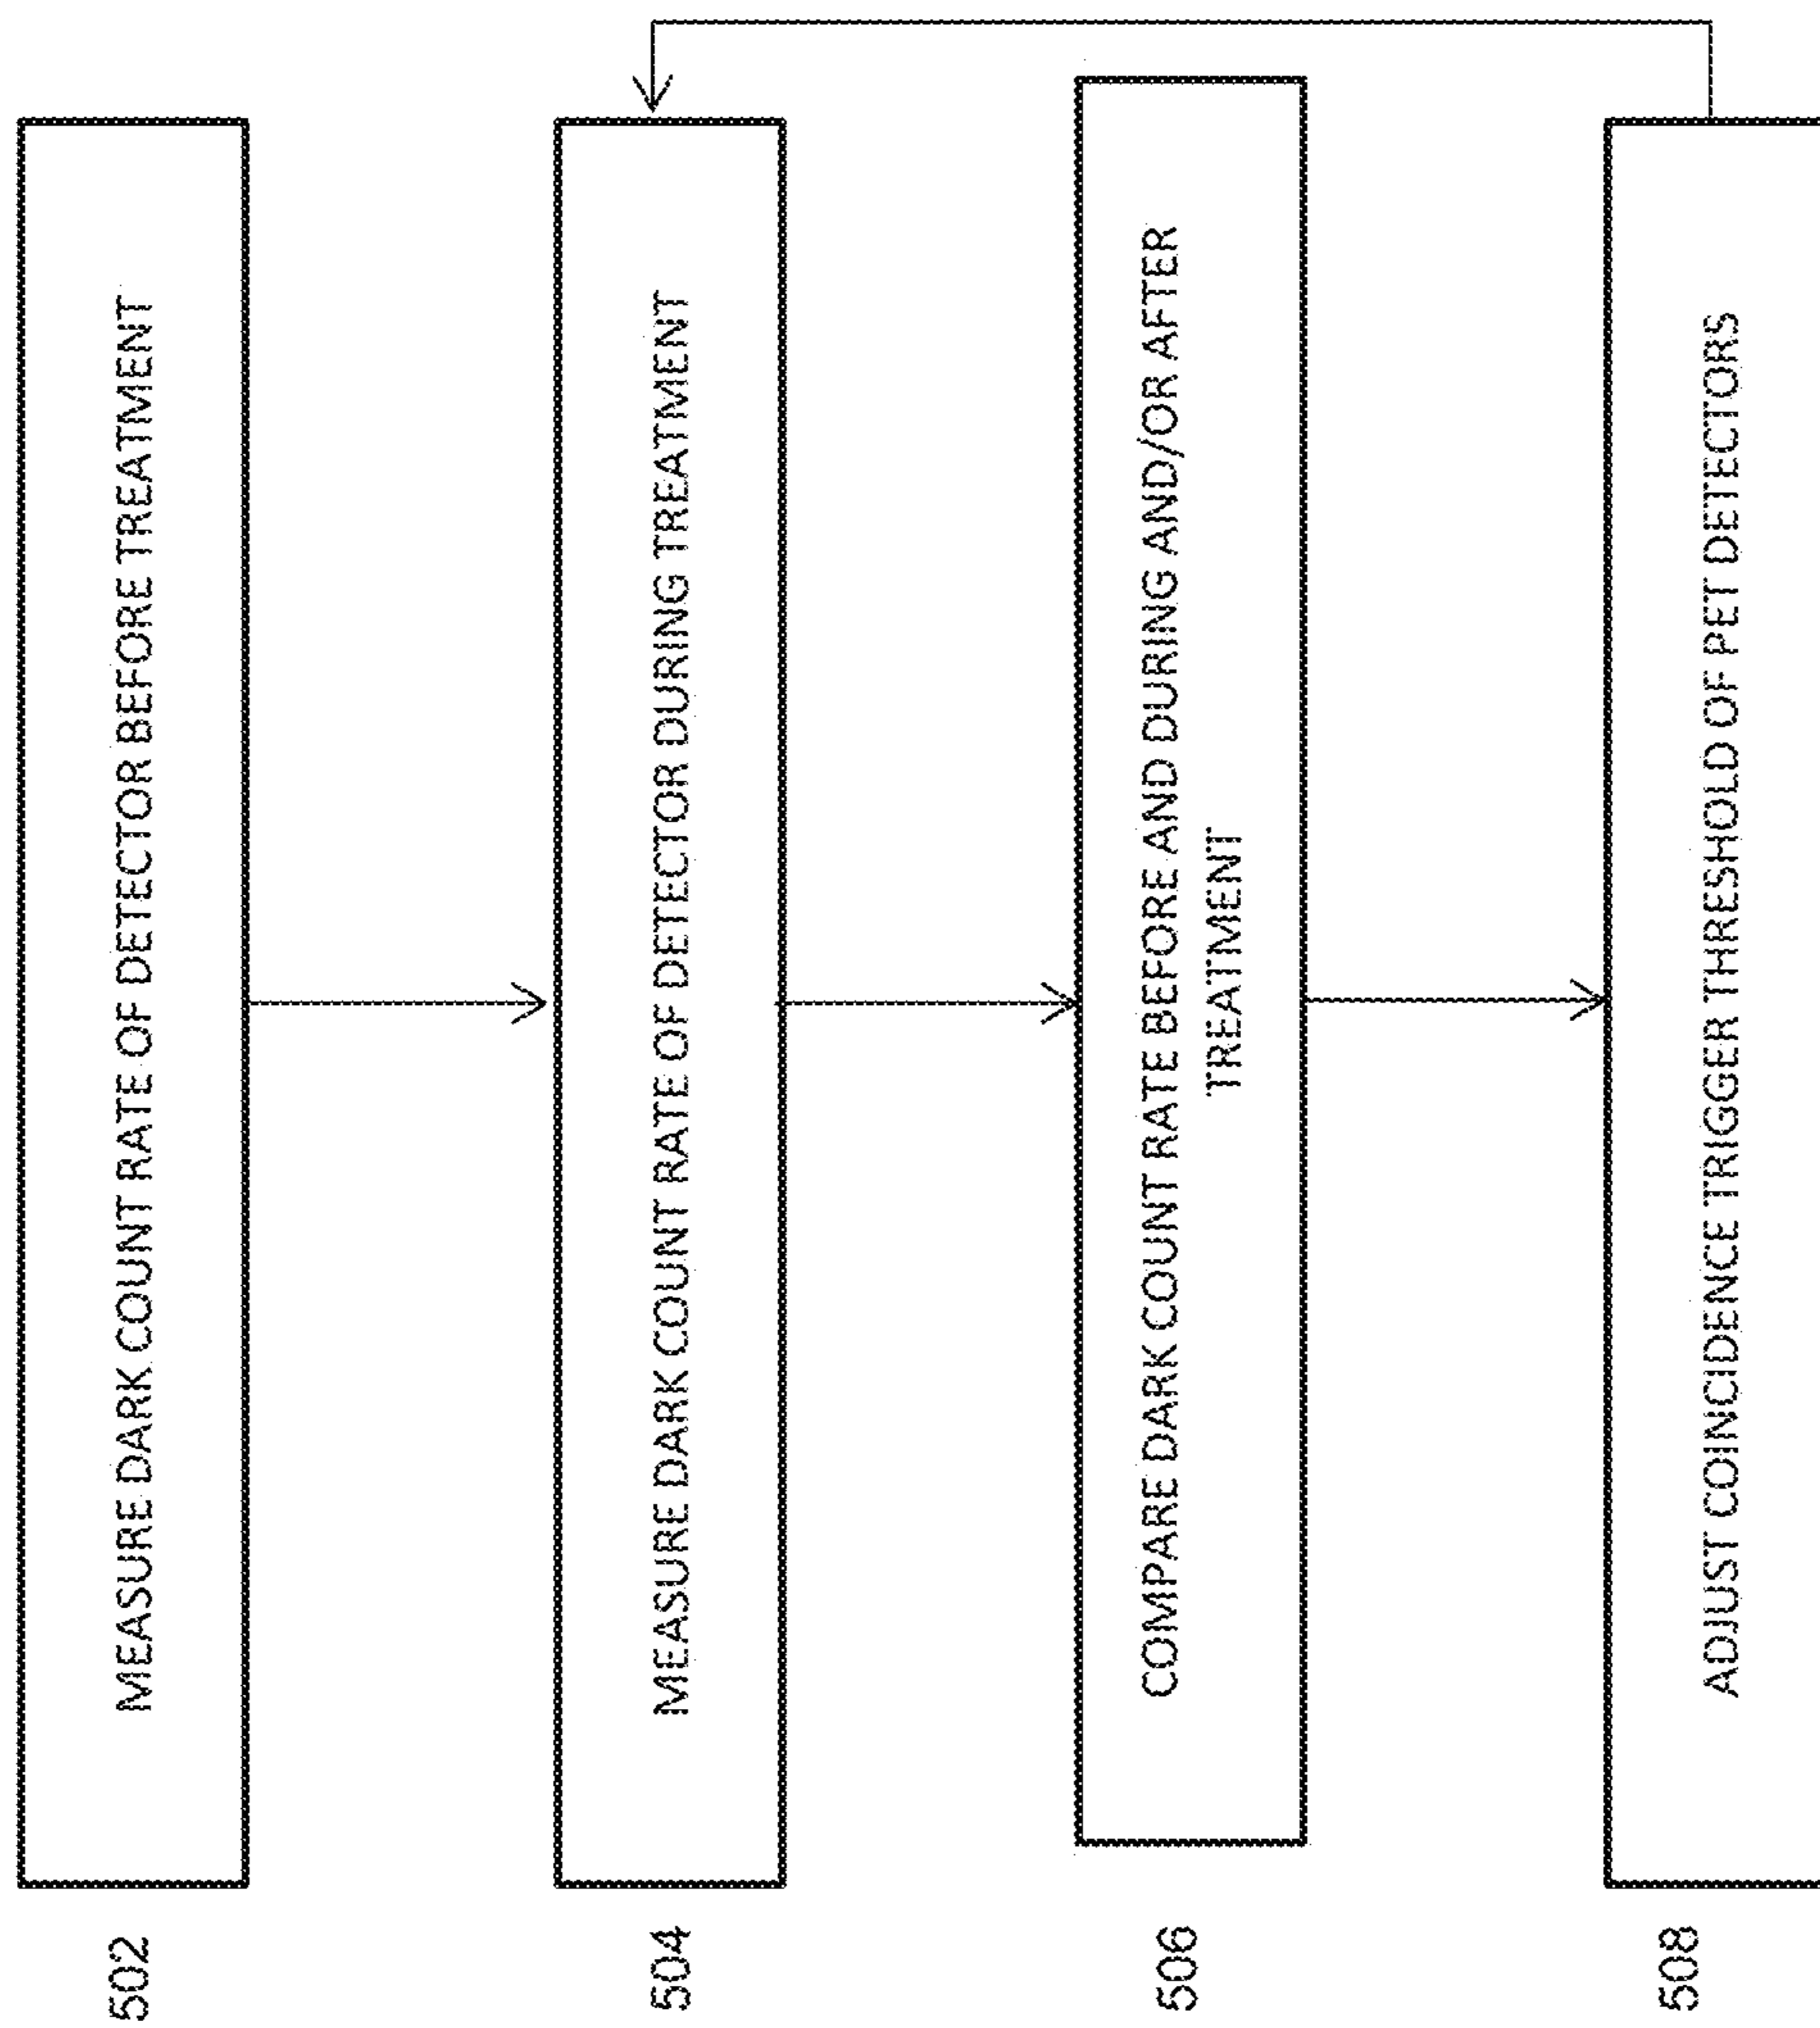 502
MEASURE DARK COUNT RATE OF DETECTOR BEFORE TREATMENT
504
MEASURE DARK COUNT RATE OF DETECTOR DURING TREATMENT
506
COMPARE DARK COUNT RATE BEFORE AND DURING AND/OR AFTER
TREATMENT
508
ADJUST COINCIDENCE TRIGGER THRESHOLD OF PET DETECTORS